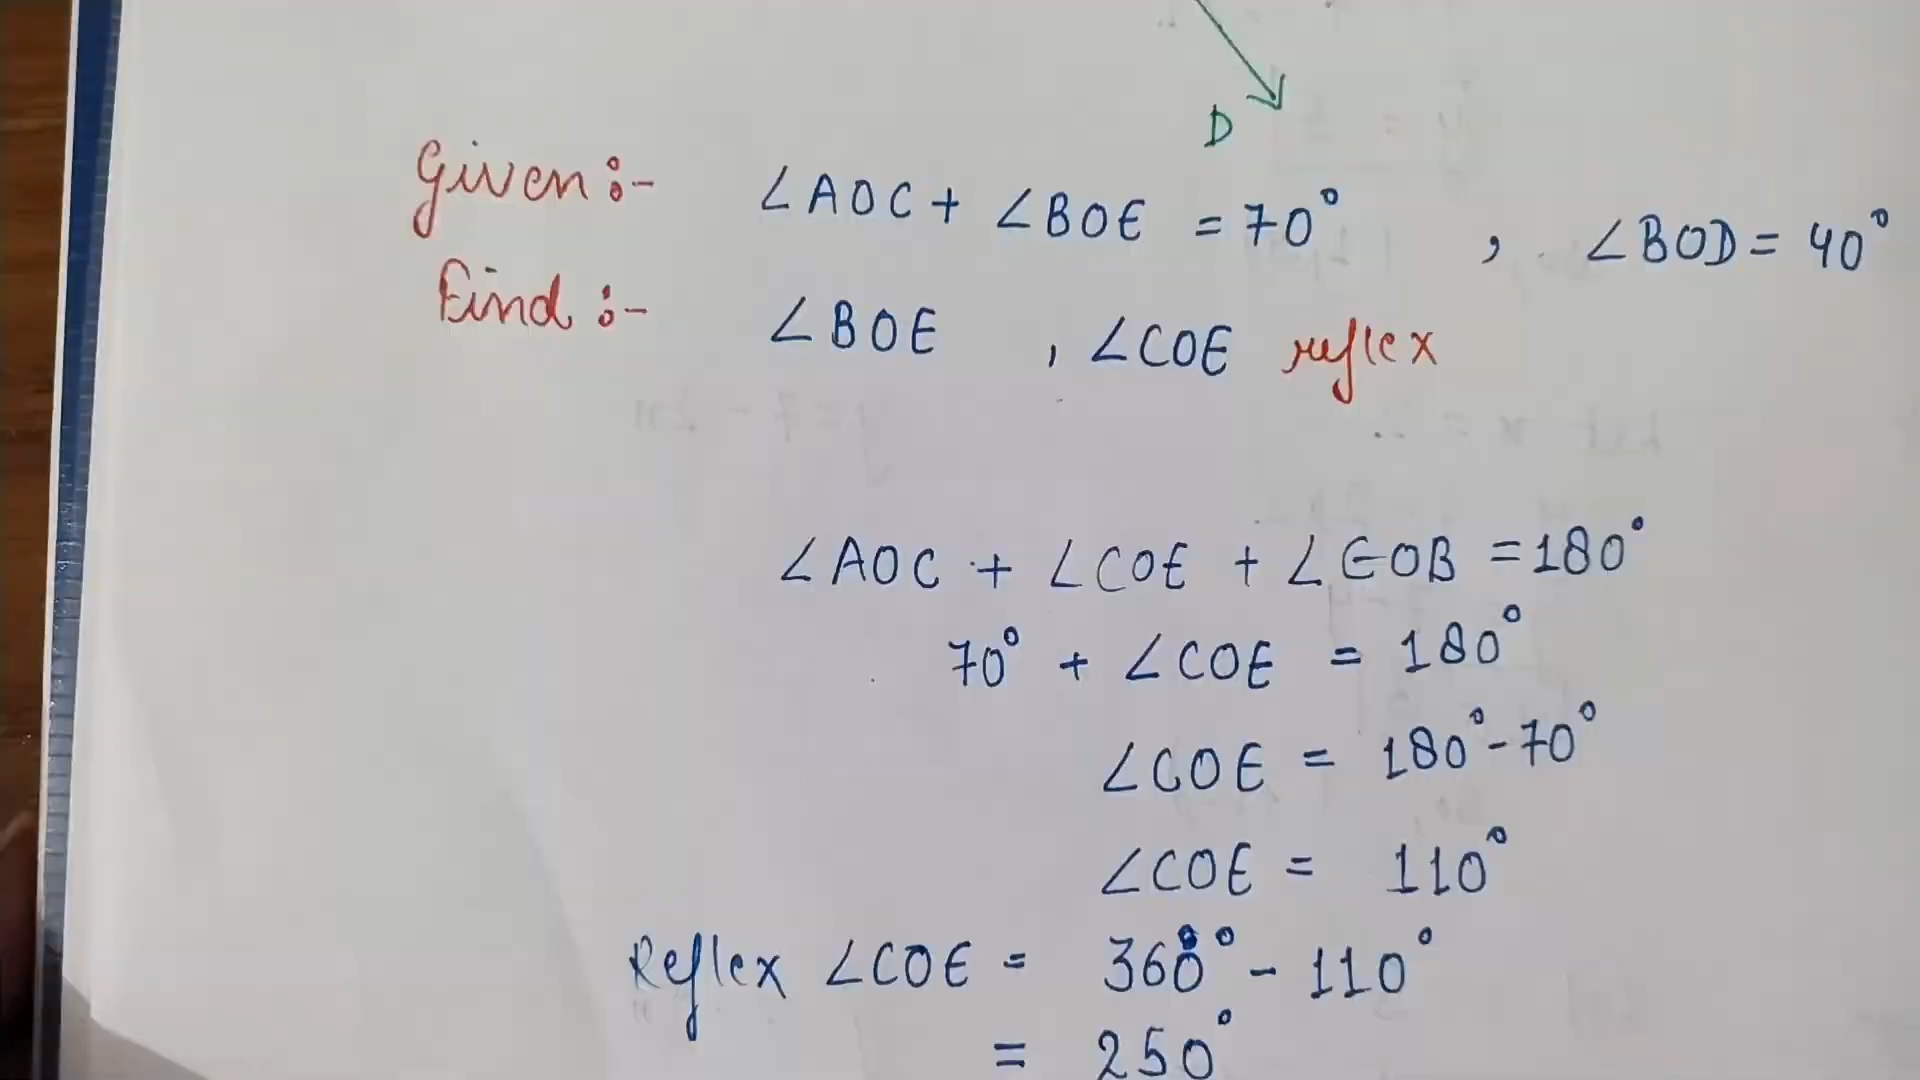 D
Given :- ∠AOC + ∠BOE = 70° , ∠BOD = 40°
Find :- ∠BOE , ∠COE reflex
∠AOC + ∠COE + ∠EOB = 180°
70° + ∠COE = 180°
∠COE = 180° - 70°
∠COE = 110°
Reflex ∠COE = 360° - 110°
= 250°